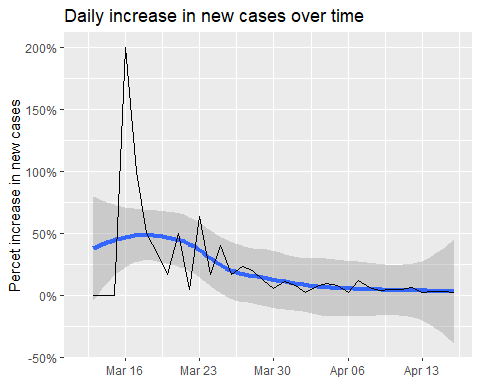 Daily increase in new cases over time
Percet increase in new cases
200%
150%
100%
50%
0%
-50%
Mar 16 Mar 23 Mar 30 Apr 06 Apr 13